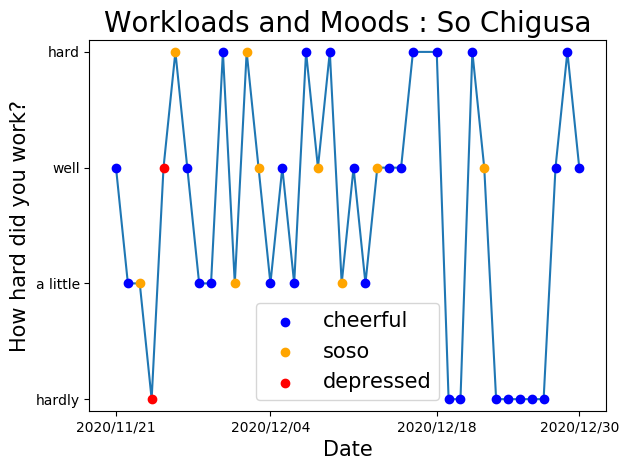 Workloads and Moods : So Chigusa
hard
well
a little
hardly
How hard did you work?
cheerful
soso
depressed
2020/11/21
2020/12/04
2020/12/18
2020/12/30
Date